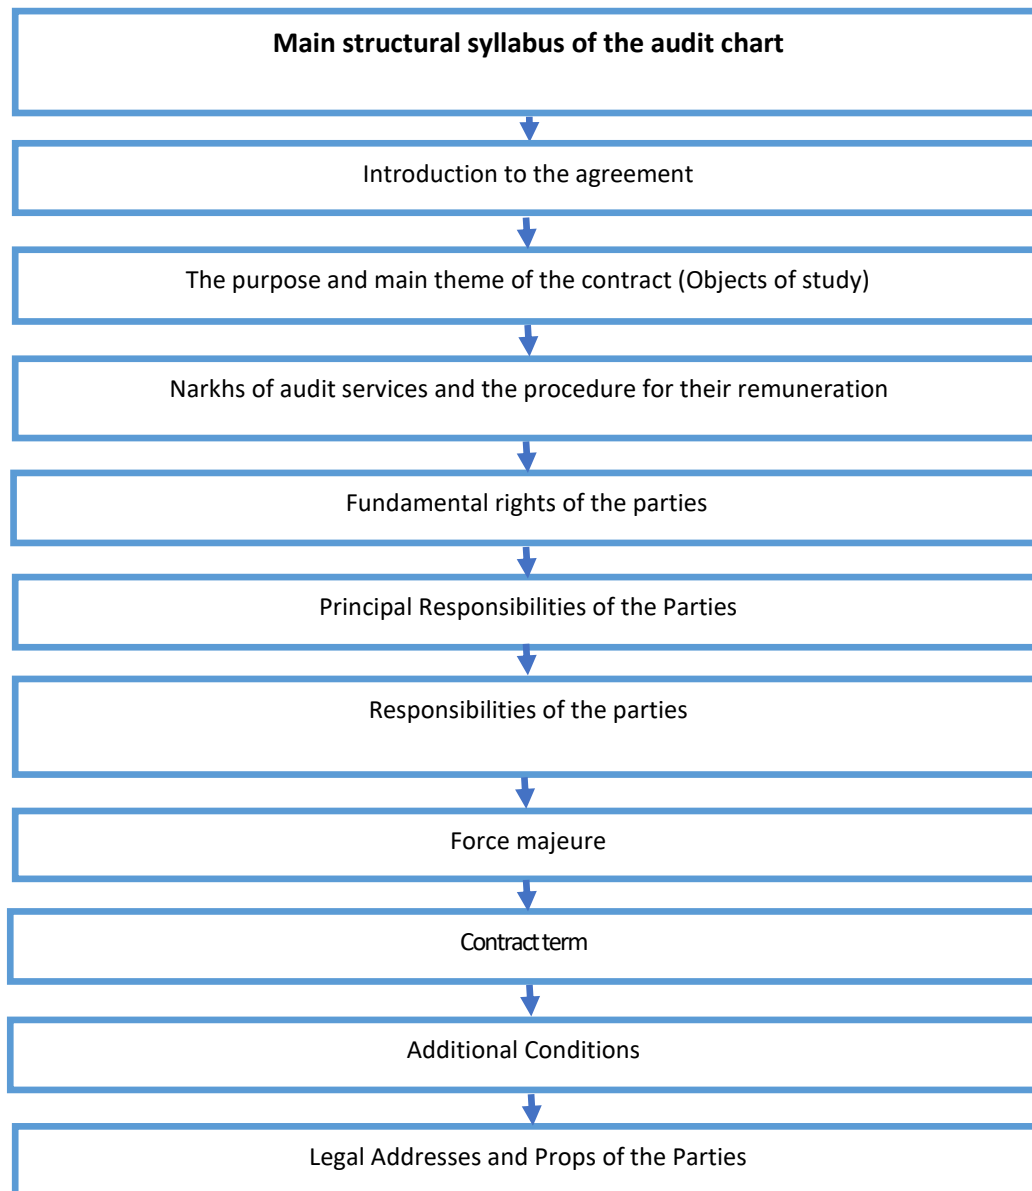 Main structural syllabus of the audit chart
Introduction to the agreement
The purpose and main theme of the contract (Objects of study)
Narkhs of audit services and the procedure for their remuneration
Fundamental rights of the parties
Principal Responsibilities of the Parties
Responsibilities of the parties
Force majeure
Contract term
Additional Conditions
Legal Addresses and Props of the Parties